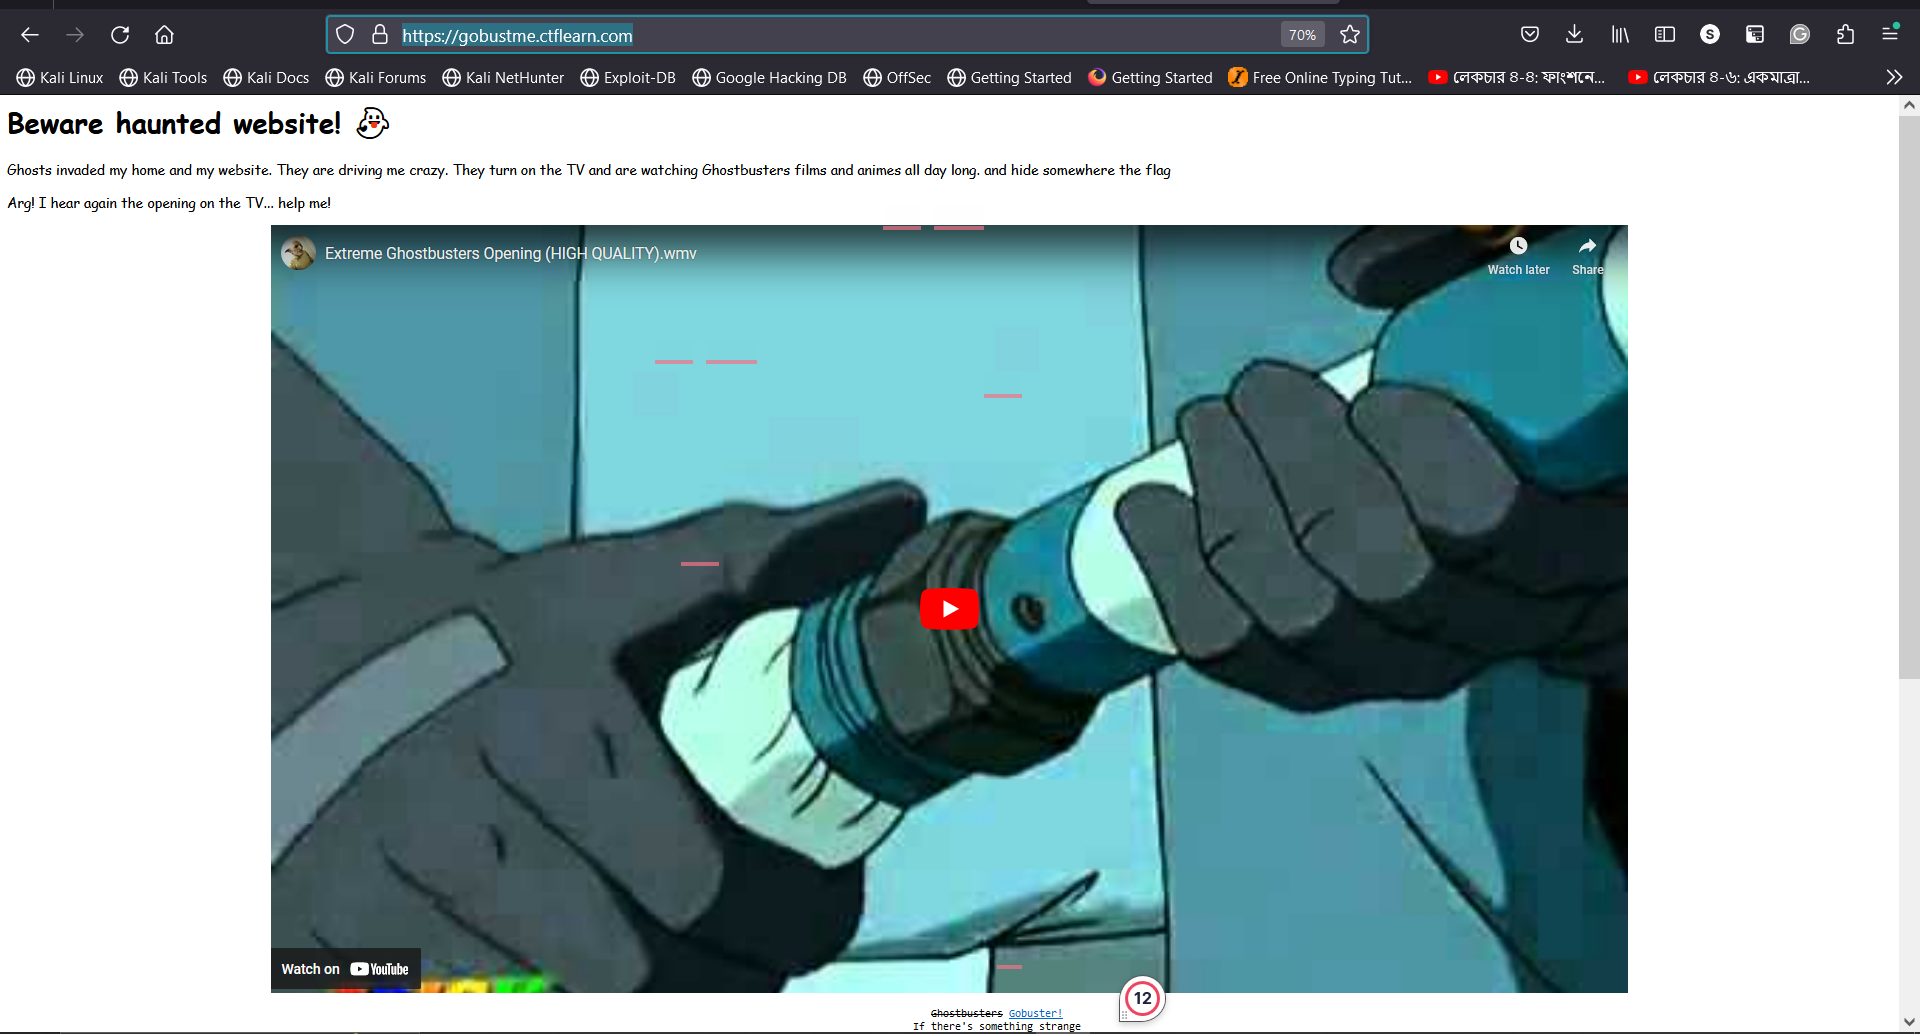 https://gobustme.ctflearn.com 70%
Kali Linux Kali Tools Kali Docs Kali Forums Kali NetHunter Exploit-DB Google Hacking DB OffSec Getting Started Getting Started Free Online Typing Tut... লেকচার ৪-৪: ফাংশনে... লেকচার ৪-৬: একমাত্রা...
Beware haunted website!
Ghosts invaded my home and my website. They are driving me crazy. They turn on the TV and are watching Ghostbusters films and animes all day long. and hide somewhere the flag
Arg! I hear again the opening on the TV... help me!
Extreme Ghostbusters Opening (HIGH QUALITY).wmv
Watch later Share
Watch on YouTube
12
Ghostbusters Gobuster!
If there's something strange